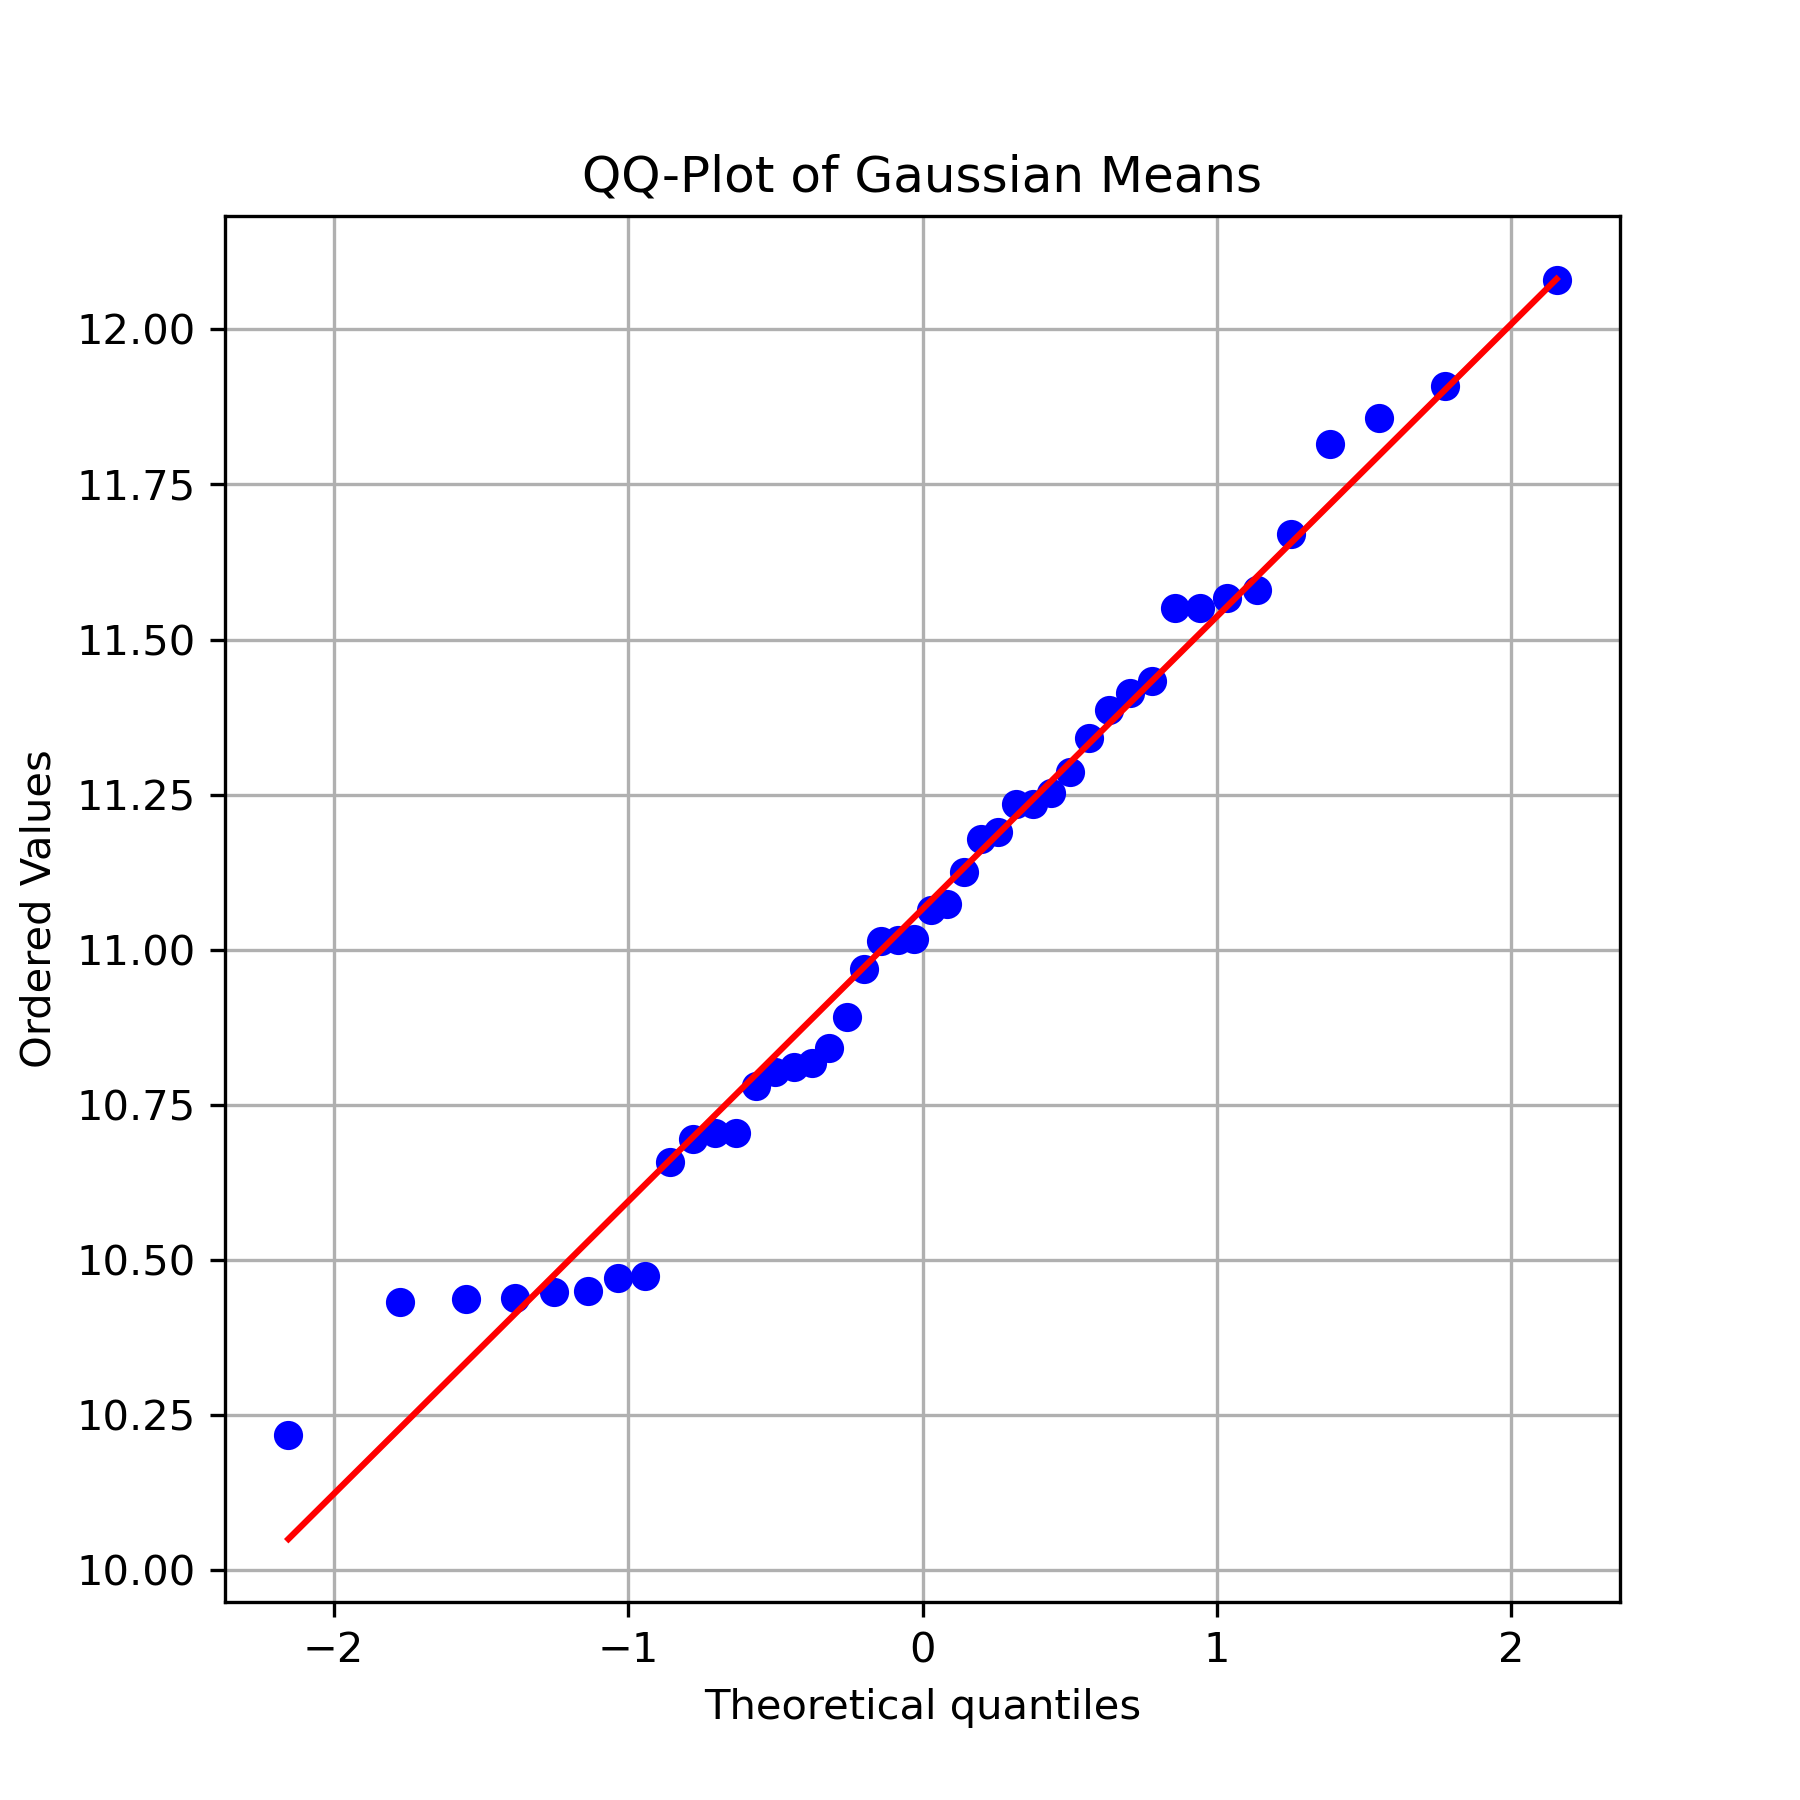 QQ-Plot of Gaussian Means
12.00
11.75
11.50
11.25
11.00
10.75
10.50
10.25
10.00
Ordered Values
−2 −1 0 1 2
Theoretical quantiles